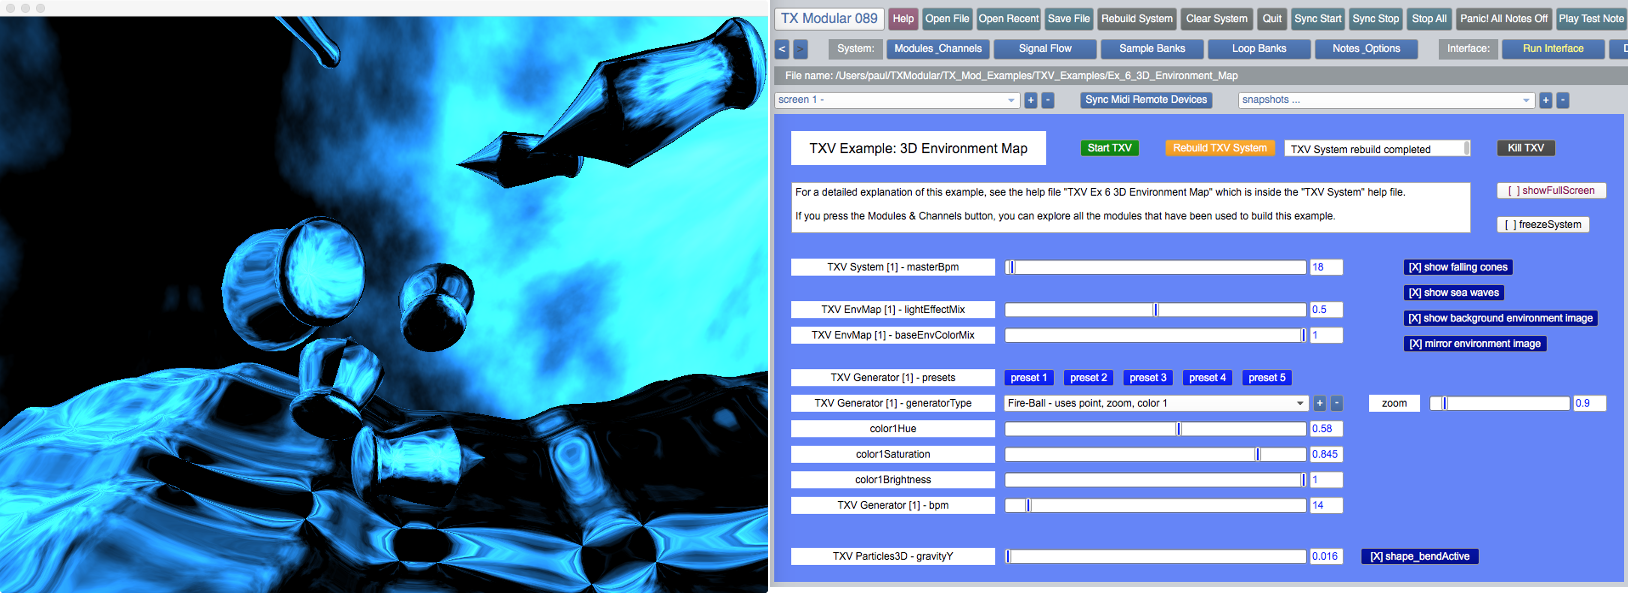 TX Modular 089 Help Open File Open Recent Save File Rebuild System Clear System Quit Sync Start Sync Stop Stop All Panic! All Notes Off Play Test Note
< > System: Modules _Channels Signal Flow Sample Banks Loop Banks Notes _Options Interface: Run Interface D
File name: /Users/paul/TXModular/TX_Mod_Examples/TXV_Examples/Ex_6_3D_Environment_Map
screen 1 - + - Sync Midi Remote Devices snapshots ... + -
TXV Example: 3D Environment Map Start TXV Rebuild TXV System TXV System rebuild completed Kill TXV
For a detailed explanation of this example, see the help file "TXV Ex 6 3D Environment Map" which is inside the "TXV System" help file. [ ] showFullScreen
If you press the Modules & Channels button, you can explore all the modules that have been used to build this example.
[ ] freezeSystem
TXV System [1] - masterBpm 18 [X] show falling cones
[X] show sea waves
TXV EnvMap [1] - lightEffectMix 0.5
[X] show background environment image
TXV EnvMap [1] - baseEnvColorMix 1
[X] mirror environment image
TXV Generator [1] - presets preset 1 preset 2 preset 3 preset 4 preset 5
TXV Generator [1] - generatorType Fire-Ball - uses point, zoom, color 1 + - zoom 0.9
color1Hue 0.58
color1Saturation 0.845
color1Brightness 1
TXV Generator [1] - bpm 14
TXV Particles3D - gravityY 0.016 [X] shape_bendActive